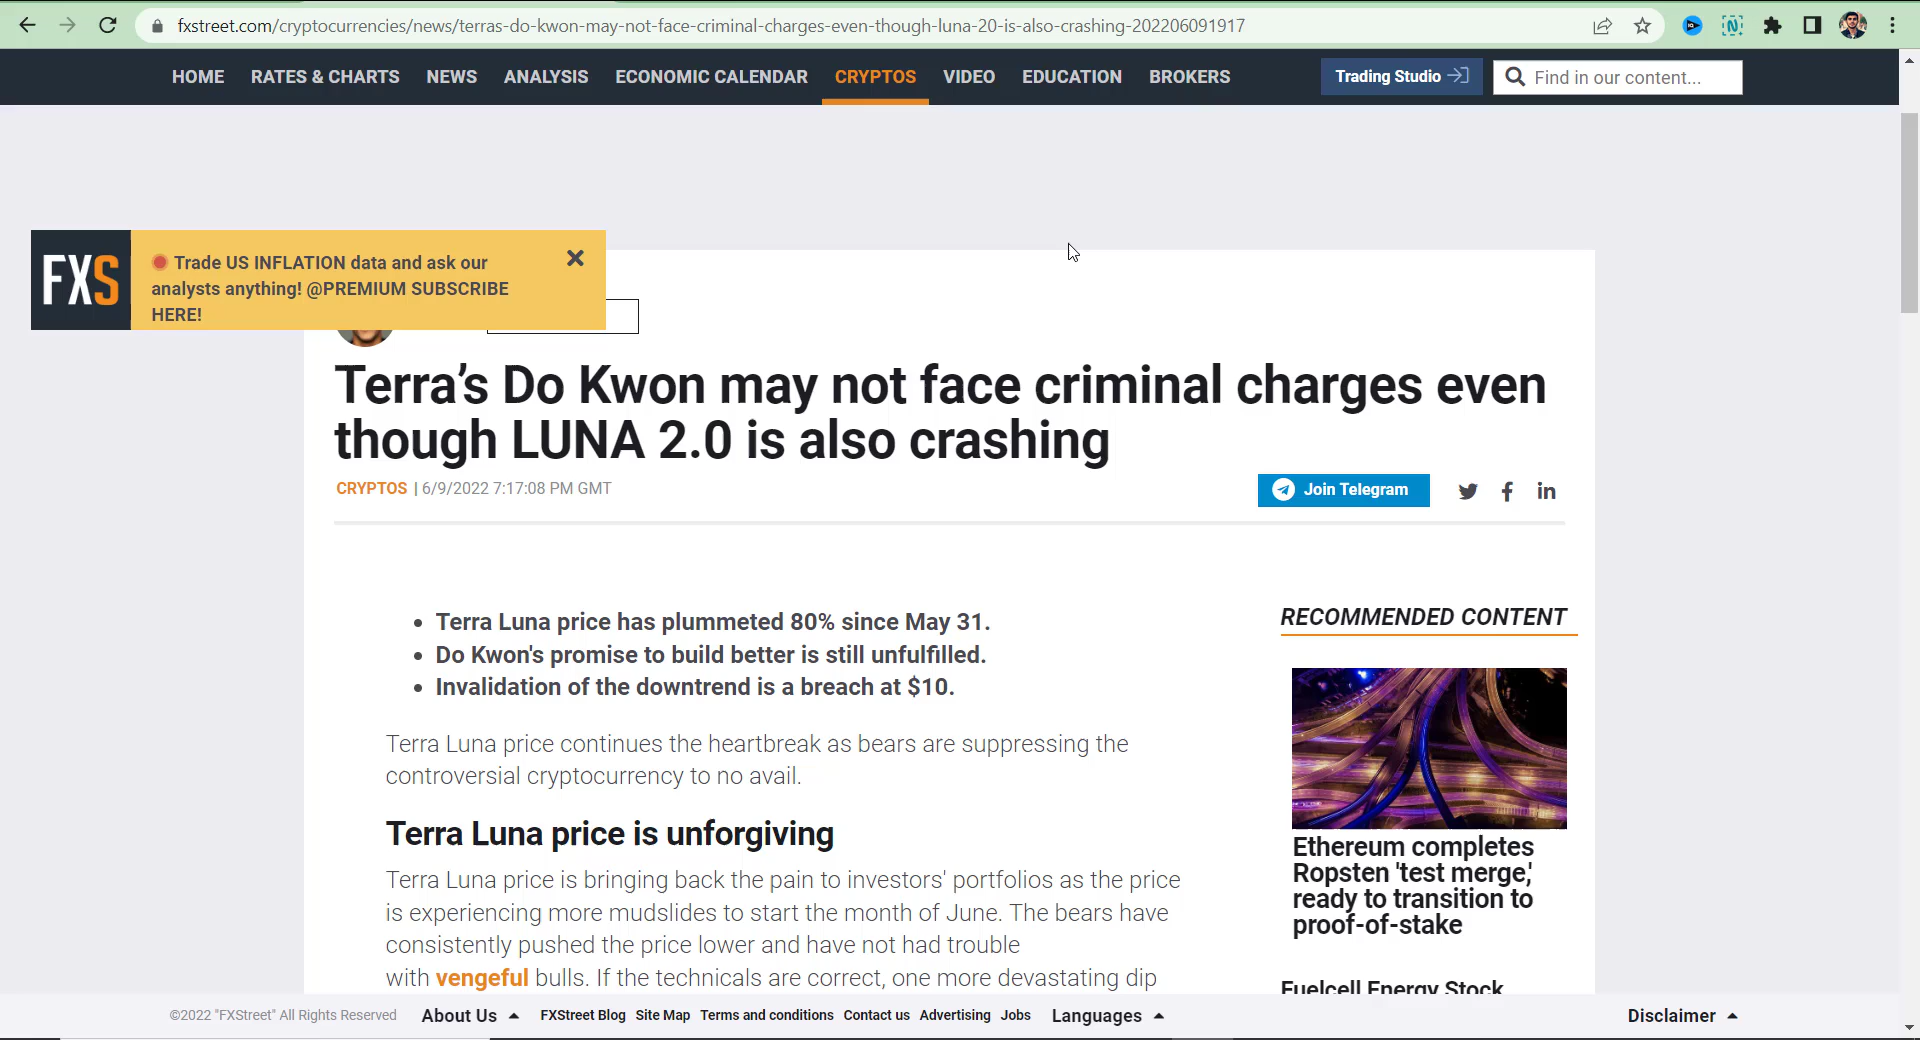 fxstreet.com/cryptocurrencies/news/terras-do-kwon-may-not-face-criminal-charges-even-though-luna-20-is-also-crashing-202206091917
HOME RATES & CHARTS NEWS ANALYSIS ECONOMIC CALENDAR CRYPTOS VIDEO EDUCATION BROKERS Trading Studio Find in our content...
FXS
Trade US INFLATION data and ask our
analysts anything! @PREMIUM SUBSCRIBE
HERE!
Terra’s Do Kwon may not face criminal charges even
though LUNA 2.0 is also crashing
CRYPTOS | 6/9/2022 7:17:08 PM GMT
Join Telegram
• Terra Luna price has plummeted 80% since May 31.
• Do Kwon's promise to build better is still unfulfilled.
• Invalidation of the downtrend is a breach at $10.
Terra Luna price continues the heartbreak as bears are suppressing the
controversial cryptocurrency to no avail.
Terra Luna price is unforgiving
Terra Luna price is bringing back the pain to investors' portfolios as the price
is experiencing more mudslides to start the month of June. The bears have
consistently pushed the price lower and have not had trouble
with vengeful bulls. If the technicals are correct, one more devastating dip
RECOMMENDED CONTENT
Ethereum completes
Ropsten 'test merge,'
ready to transition to
proof-of-stake
Fuelcell Energy Stock
©2022 "FXStreet" All Rights Reserved About Us FXStreet Blog Site Map Terms and conditions Contact us Advertising Jobs Languages Disclaimer